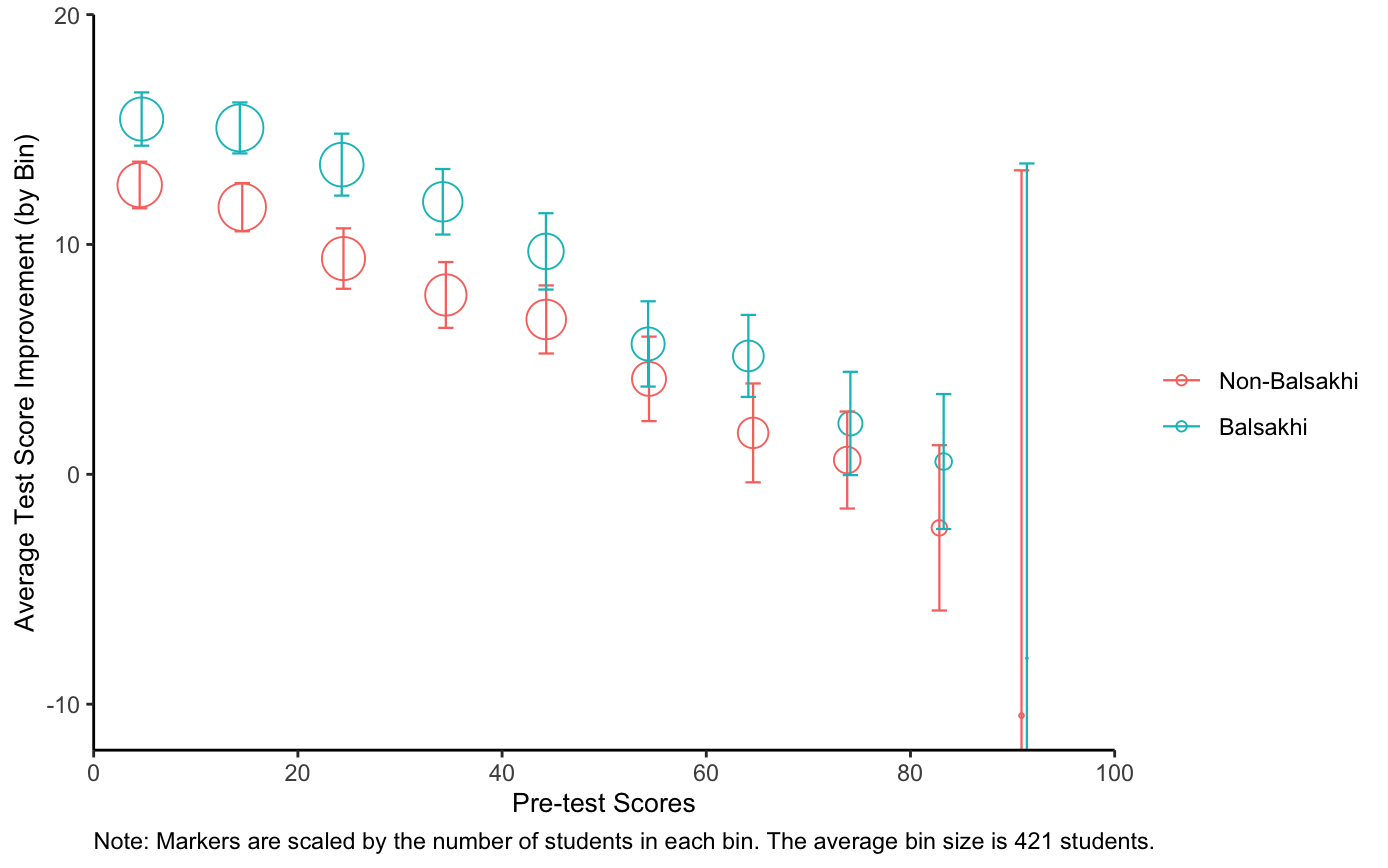 20
10
0
-10
Average Test Score Improvement (by Bin)
0 20 40 60 80 100
Pre-test Scores
Non-Balsakhi
Balsakhi
Note: Markers are scaled by the number of students in each bin. The average bin size is 421 students.